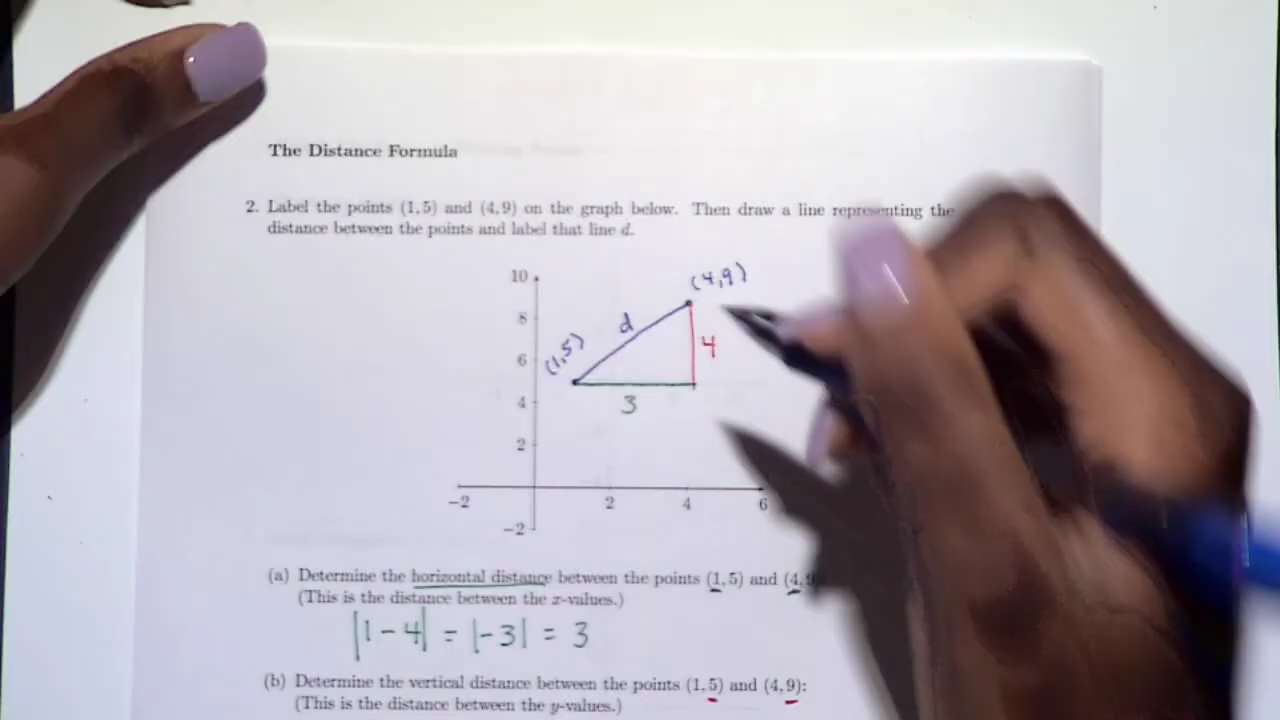 The Distance Formula
2. Label the points (1,5) and (4,9) on the graph below. Then draw a line representing the
distance between the points and label that line d.
10
(4,9)
8
d
(1,5)
4
6
4
3
2
-2
2
4
6
-2
(a) Determine the horizontal distance between the points (1,5) and (4,9
(This is the distance between the x-values.)
|1-4| = |-3| = 3
(b) Determine the vertical distance between the points (1,5) and (4,9):
(This is the distance between the y-values.)